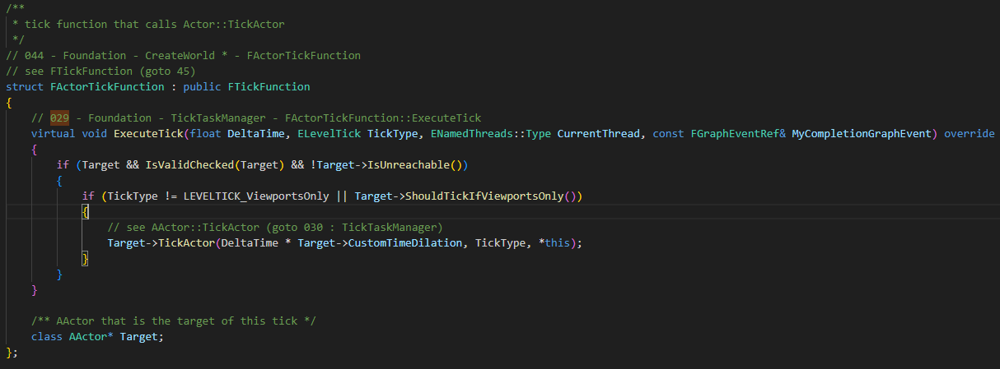 /**
 * tick function that calls Actor::TickActor
 */
// 044 - Foundation - CreateWorld * - FActorTickFunction
// see FTickFunction (goto 45)
struct FActorTickFunction : public FTickFunction
{
    // 029 - Foundation - TickTaskManager - FActorTickFunction::ExecuteTick
    virtual void ExecuteTick(float DeltaTime, ELevelTick TickType, ENamedThreads::Type CurrentThread, const FGraphEventRef& MyCompletionGraphEvent) override
    {
        if (Target && IsValidChecked(Target) && !Target->IsUnreachable())
        {
            if (TickType != LEVELTICK_ViewportsOnly || Target->ShouldTickIfViewportsOnly())
            {
                // see AActor::TickActor (goto 030 : TickTaskManager)
                Target->TickActor(DeltaTime * Target->CustomTimeDilation, TickType, *this);
            }
        }
    }

    /** AActor that is the target of this tick */
    class AActor* Target;
};